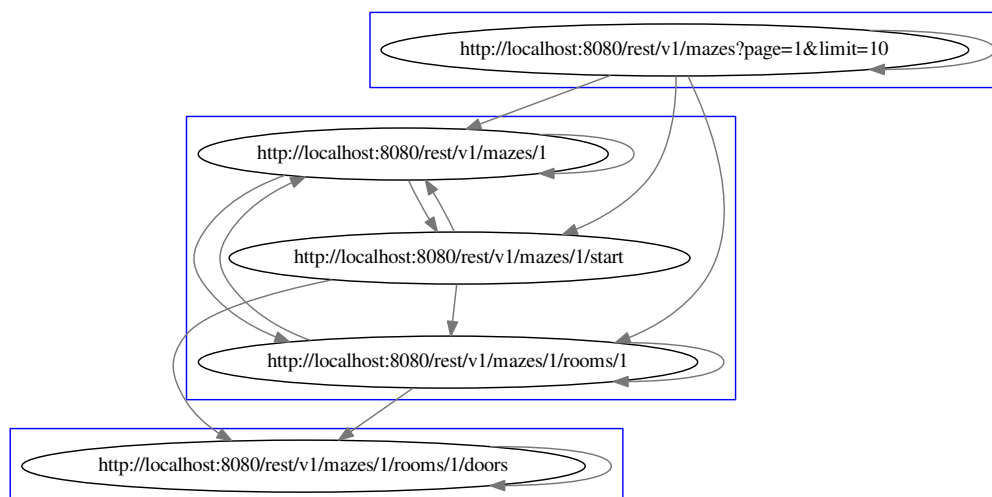 http://localhost:8080/rest/v1/mazes?page=1&limit=10
http://localhost:8080/rest/v1/mazes/1
http://localhost:8080/rest/v1/mazes/1/start
http://localhost:8080/rest/v1/mazes/1/rooms/1
http://localhost:8080/rest/v1/mazes/1/rooms/1/doors